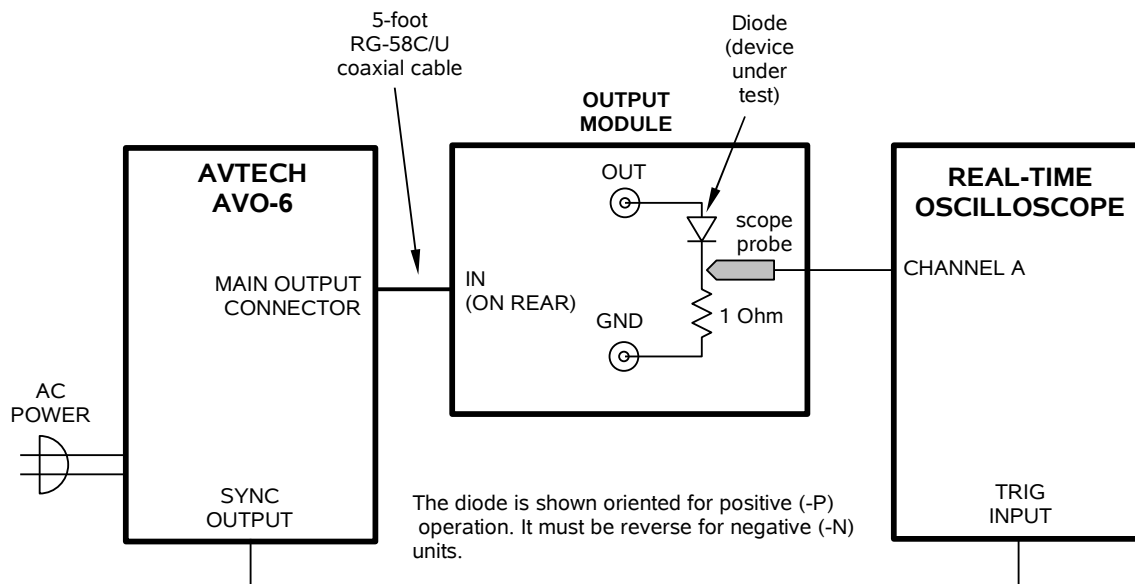 5-foot
RG-58C/U
coaxial cable
Diode
(device
under
test)
OUTPUT
MODULE
AVTECH
AVO-6
OUT
REAL-TIME
OSCILLOSCOPE
scope
probe
MAIN OUTPUT
CONNECTOR
IN
(ON REAR)
CHANNEL A
GND
1 Ohm
AC
POWER
SYNC
OUTPUT
The diode is shown oriented for positive (-P)
operation. It must be reverse for negative (-N)
units.
TRIG
INPUT